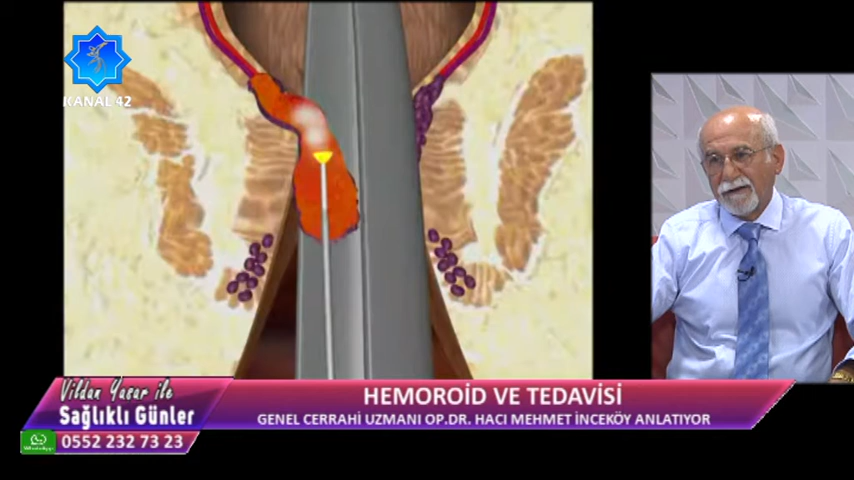 KANAL 42
Vildan Yaşar ile
Sağlıklı Günler
WhatsApp
0552 232 73 23
HEMOROİD VE TEDAVİSİ
GENEL CERRAHİ UZMANI OP.DR. HACI MEHMET İNCEKÖY ANLATIYOR